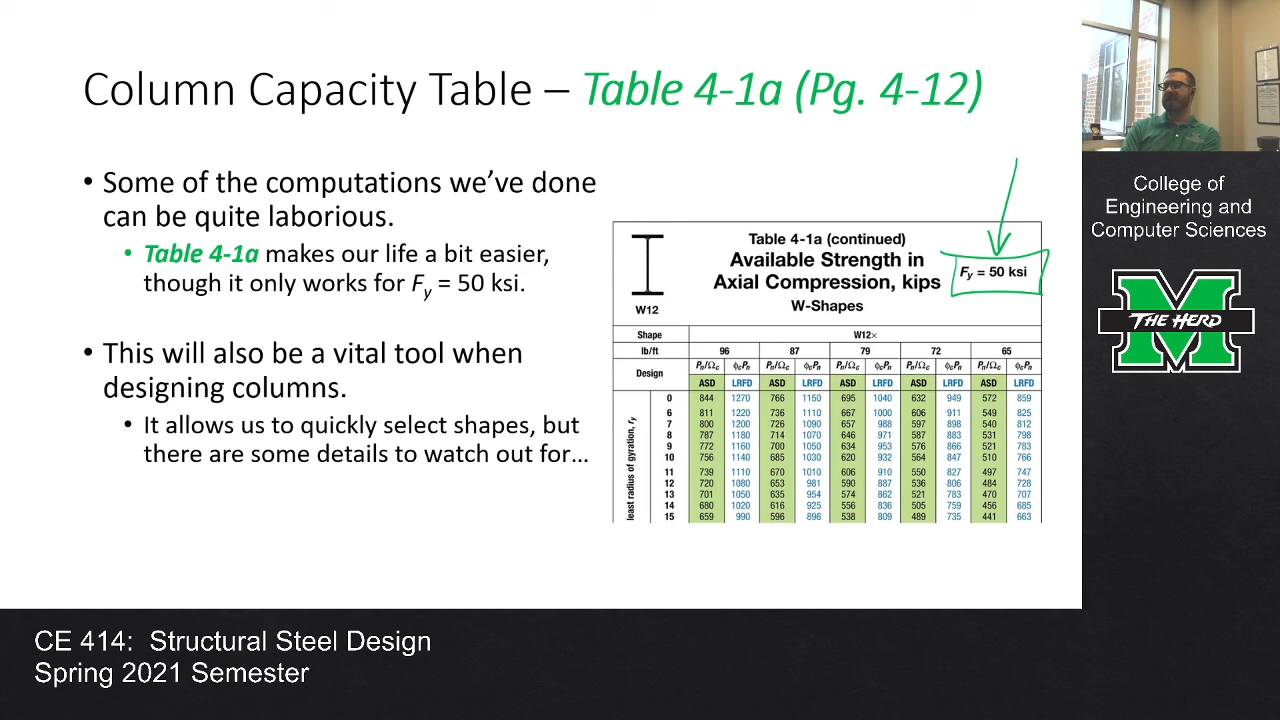 Column Capacity Table – Table 4-1a (Pg. 4-12)
• Some of the computations we’ve done
can be quite laborious.
• Table 4-1a makes our life a bit easier,
though it only works for Fy = 50 ksi.
• This will also be a vital tool when
designing columns.
• It allows us to quickly select shapes, but
there are some details to watch out for…
Table 4-1a (continued)
Available Strength in
Axial Compression, kips
W-Shapes
Fy = 50 ksi
W12
Shape W12×
lb/ft 96 87 79 72 65
Design Pn/Ωc ϕcPn Pn/Ωc ϕcPn Pn/Ωc ϕcPn Pn/Ωc ϕcPn Pn/Ωc ϕcPn
ASD LRFD ASD LRFD ASD LRFD ASD LRFD ASD LRFD
least radius of gyration, ry
0 844 1270 766 1150 695 1040 632 949 572 859
6 811 1220 736 1110 667 1000 606 911 549 825
7 800 1200 726 1090 657 988 597 898 540 812
8 787 1180 714 1070 646 971 587 883 531 798
9 772 1160 700 1050 634 953 576 866 521 783
10 756 1140 685 1030 620 932 564 847 510 766
11 739 1110 670 1010 606 910 550 827 497 747
12 720 1080 653 981 590 887 536 806 484 728
13 701 1050 635 954 574 862 521 783 470 707
14 680 1020 616 925 556 836 505 759 456 685
15 659 990 596 896 538 809 489 735 441 663
College of
Engineering and
Computer Sciences
M
THE HERD
CE 414: Structural Steel Design
Spring 2021 Semester